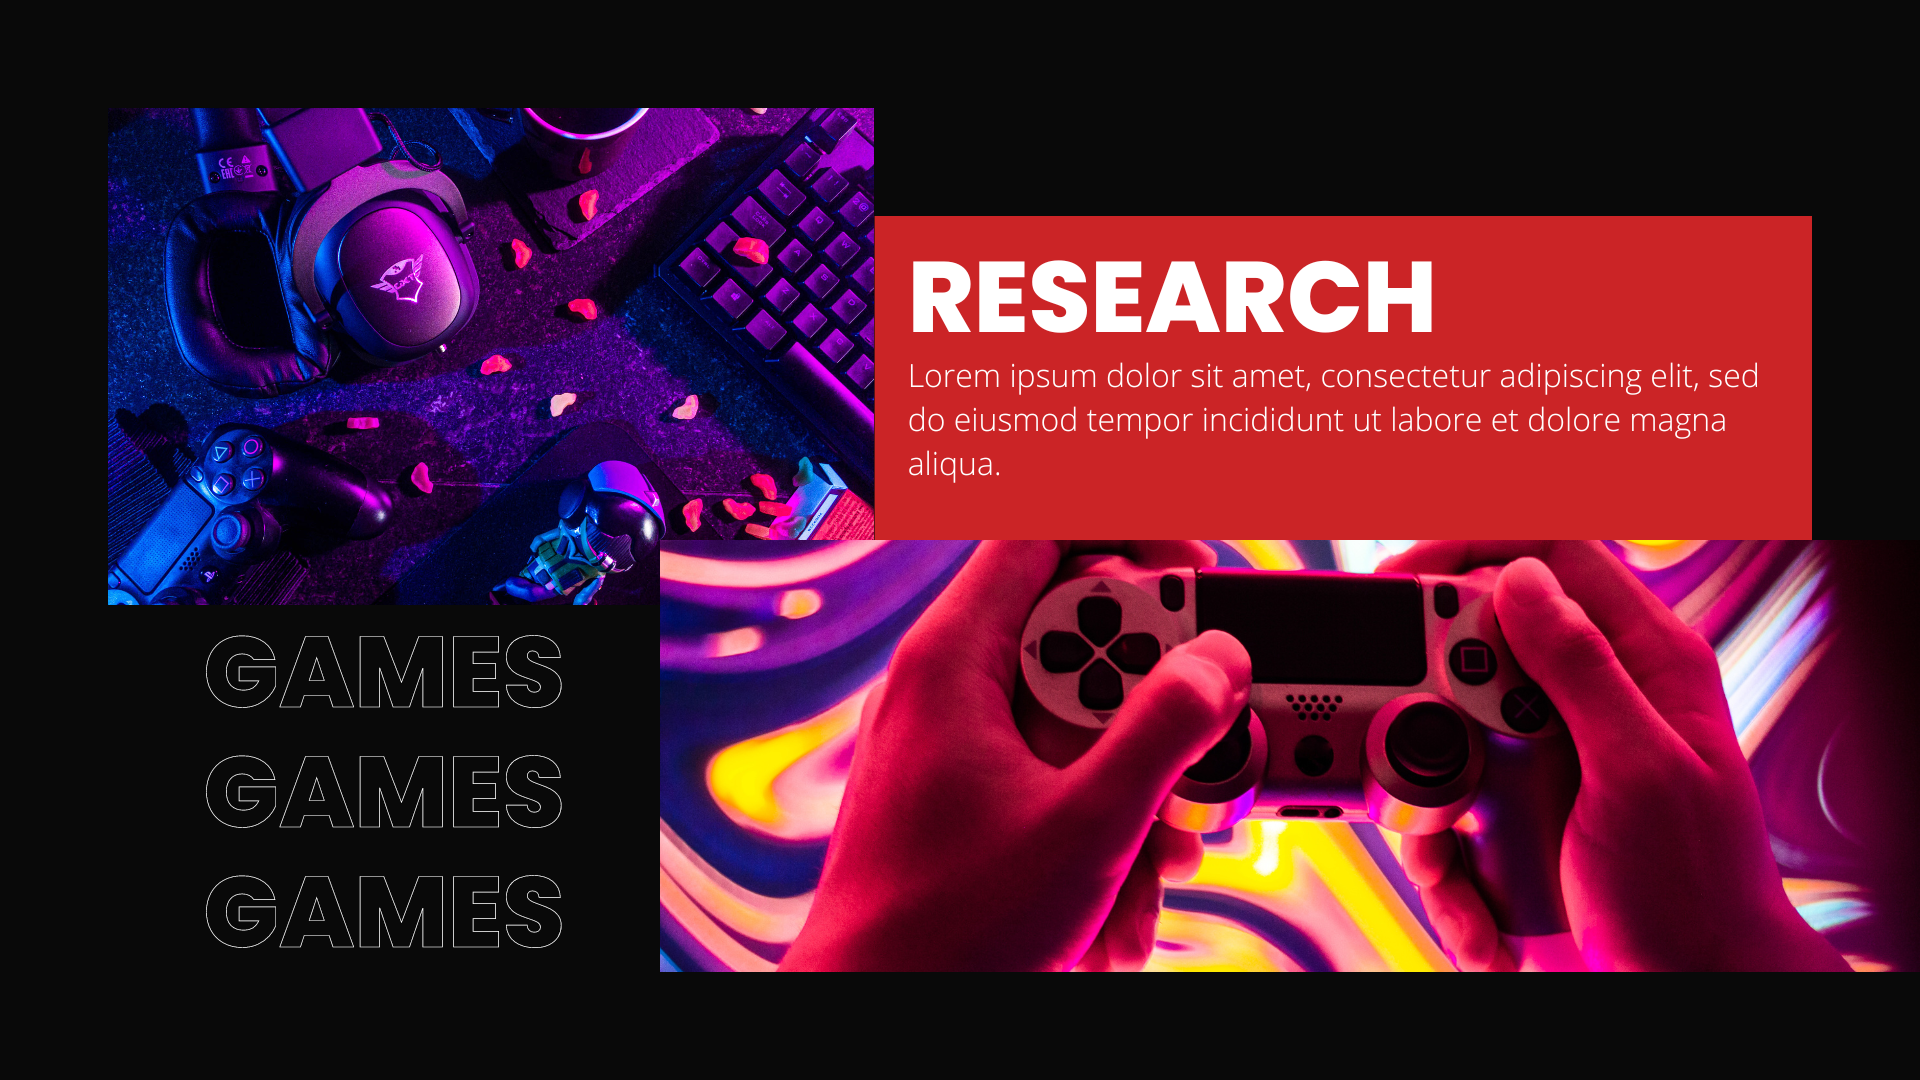 RESEARCH
Lorem ipsum dolor sit amet, consectetur adipiscing elit, sed
do eiusmod tempor incididunt ut labore et dolore magna
aliqua.
GAMES
GAMES
GAMES